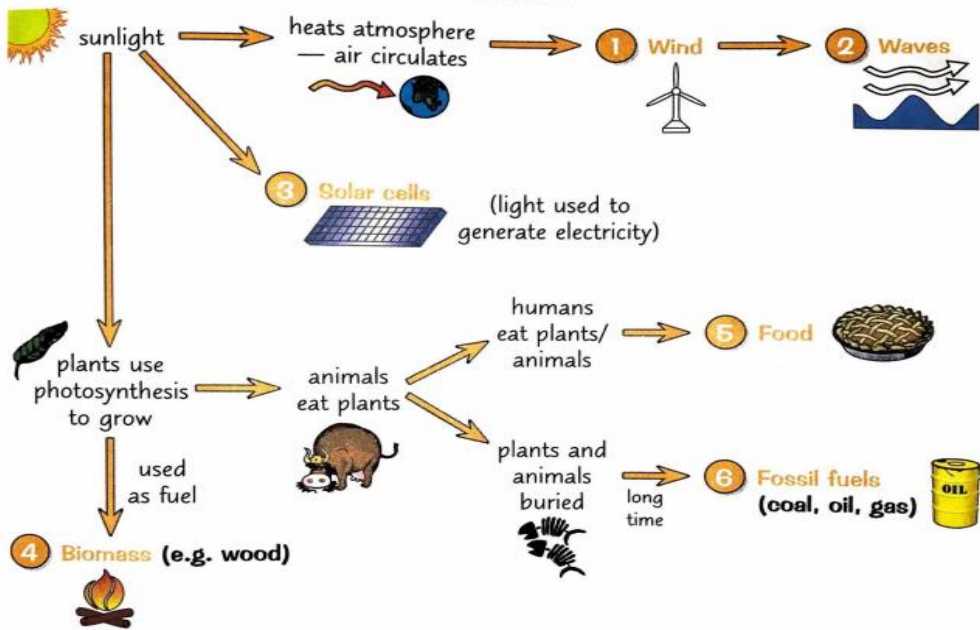 sunlight
heats atmosphere
— air circulates
1 Wind
2 Waves
3 Solar cells
(light used to
generate electricity)
plants use
photosynthesis
to grow
animals
eat plants
humans
eat plants/
animals
5 Food
used
as fuel
plants and
animals
buried
long
time
6 Fossil fuels
(coal, oil, gas)
OIL
4 Biomass (e.g. wood)